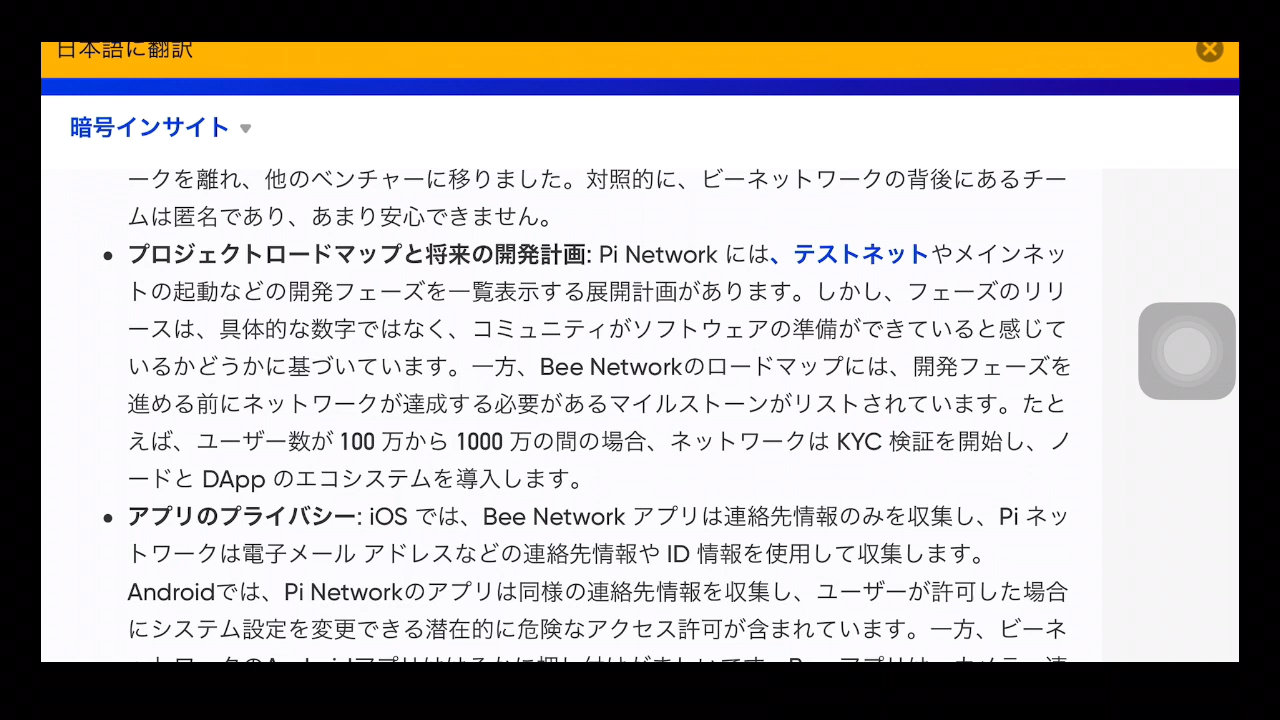 日本語に翻訳
暗号インサイト
ークを離れ、他のベンチャーに移りました。対照的に、ビーネットワークの背後にあるチー
ムは匿名であり、あまり安心できません。
• プロジェクトロードマップと将来の開発計画: Pi Network には、テストネットやメインネッ
トの起動などの開発フェーズを一覧表示する展開計画があります。しかし、フェーズのリリ
ースは、具体的な数字ではなく、コミュニティがソフトウェアの準備ができていると感じて
いるかどうかに基づいています。一方、Bee Networkのロードマップには、開発フェーズを
進める前にネットワークが達成する必要があるマイルストーンがリストされています。たと
えば、ユーザー数が 100 万から 1000 万の間の場合、ネットワークは KYC 検証を開始し、ノ
ードと DApp のエコシステムを導入します。
• アプリのプライバシー: iOS では、Bee Network アプリは連絡先情報のみを収集し、Pi ネッ
トワークは電子メール アドレスなどの連絡先情報や ID 情報を使用して収集します。
Androidでは、Pi Networkのアプリは同様の連絡先情報を収集し、ユーザーが許可した場合
にシステム設定を変更できる潜在的に危険なアクセス許可が含まれています。一方、ビーネ